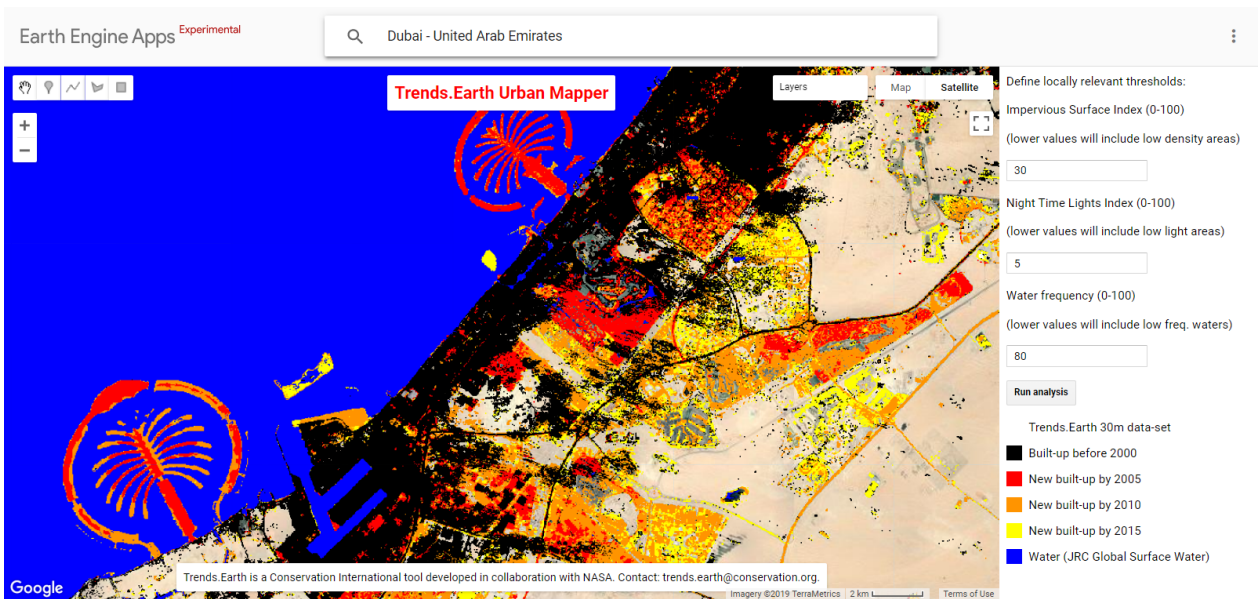 Earth Engine Apps Experimental
Dubai - United Arab Emirates
Trends.Earth Urban Mapper
Layers
Map
Satellite
+
−
Define locally relevant thresholds:
Impervious Surface Index (0-100)
(lower values will include low density areas)
30
Night Time Lights Index (0-100)
(lower values will include low light areas)
5
Water frequency (0-100)
(lower values will include low freq. waters)
80
Run analysis
Trends.Earth 30m data-set
Built-up before 2000
New built-up by 2005
New built-up by 2010
New built-up by 2015
Water (JRC Global Surface Water)
Trends.Earth is a Conservation International tool developed in collaboration with NASA. Contact: trends.earth@conservation.org.
Google
Imagery ©2019 TerraMetrics
2 km
Terms of Use